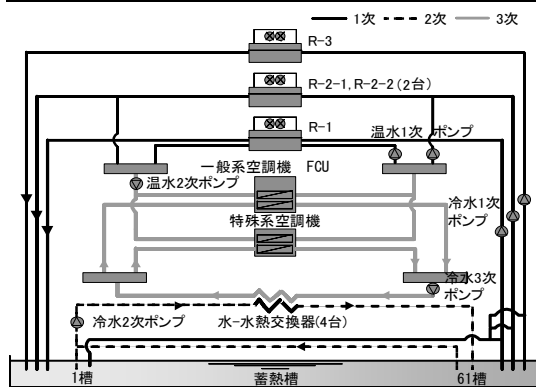 1次 2次 3次
R-3
R-2-1, R-2-2 (2台)
R-1
温水1次 ポンプ
一般系空調機 FCU
温水2次ポンプ
冷水1次
ポンプ
特殊系空調機
冷水3次
ポンプ
冷水2次ポンプ
水-水熱交換器(4台)
1槽
蓄熱槽
61槽